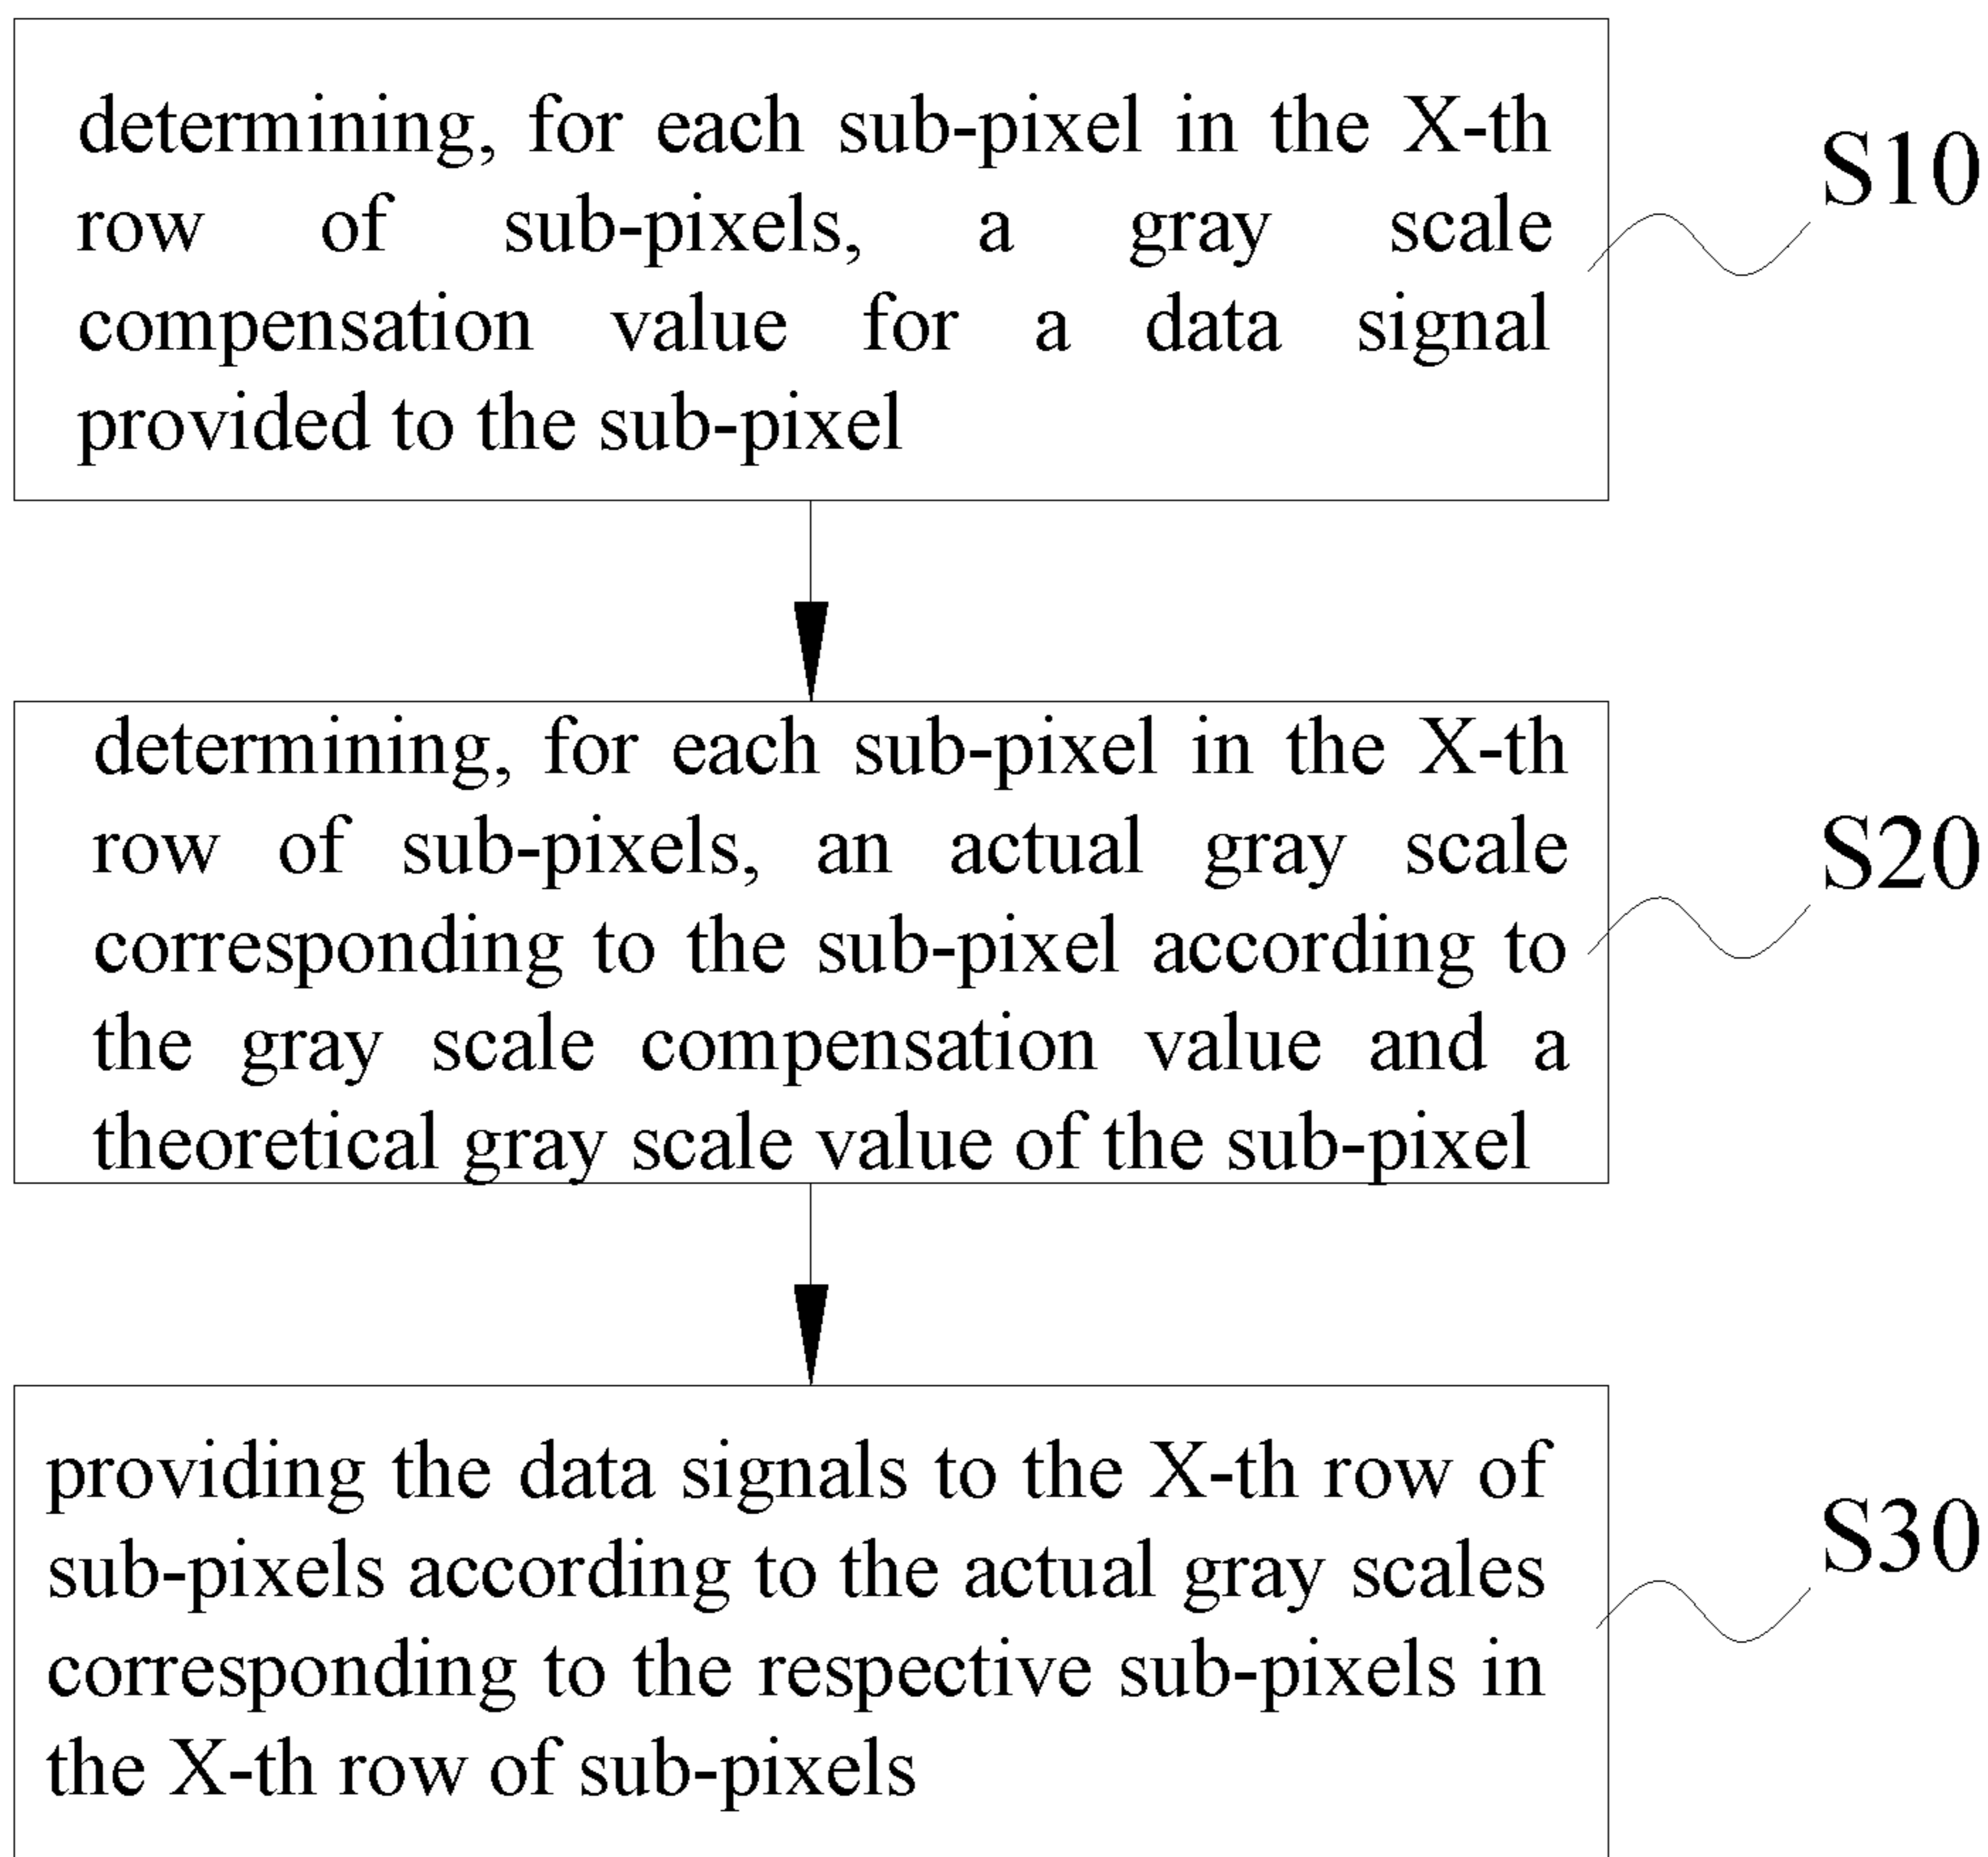 determining, for each sub-pixel in the X-th
row of sub-pixels, a gray scale
compensation value for a data signal
provided to the sub-pixel
S10
determining, for each sub-pixel in the X-th
row of sub-pixels, an actual gray scale
corresponding to the sub-pixel according to
the gray scale compensation value and a
theoretical gray scale value of the sub-pixel
S20
providing the data signals to the X-th row of
sub-pixels according to the actual gray scales
corresponding to the respective sub-pixels in
the X-th row of sub-pixels
S30